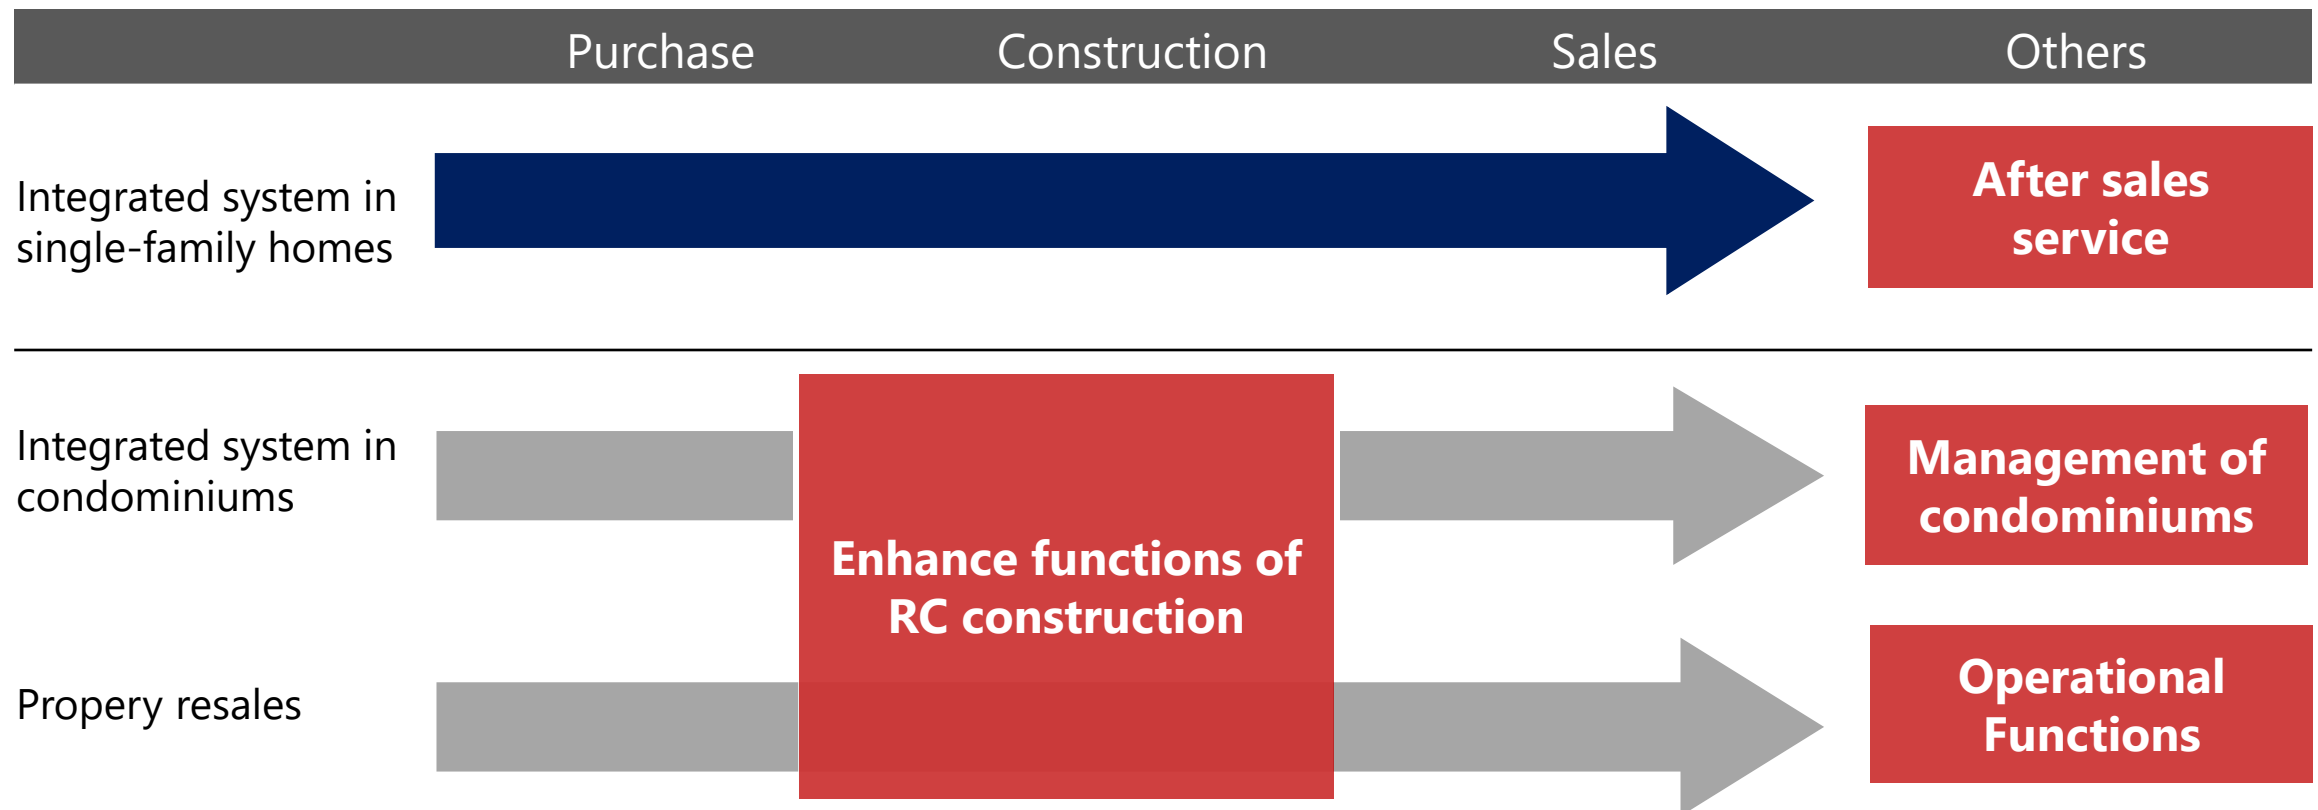 Purchase Construction Sales Others
Integrated system in
single-family homes
After sales
service
Integrated system in
condominiums
Enhance functions of
RC construction
Management of
condominiums
Propery resales
Operational
Functions